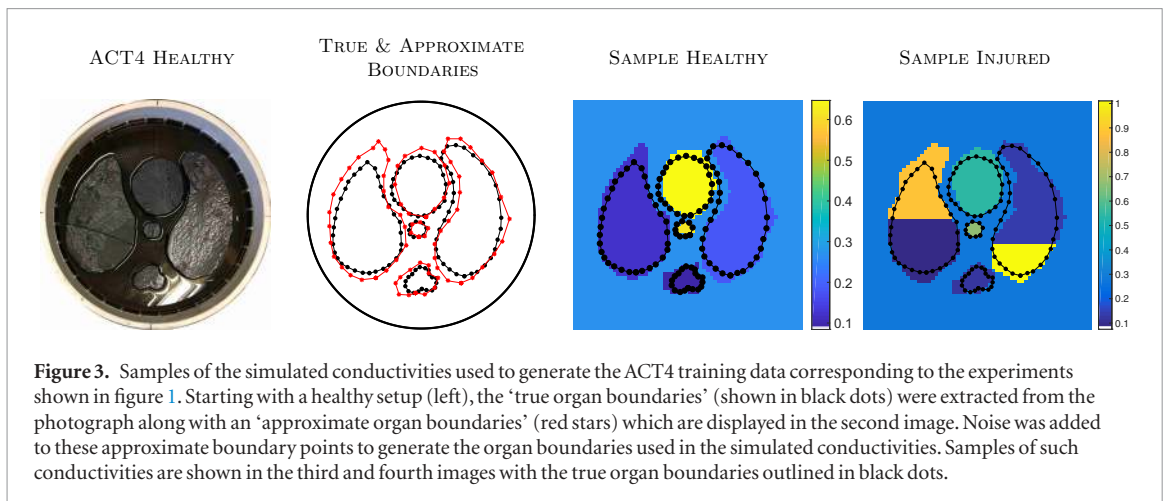 ACT4 HEALTHY
TRUE & APPROXIMATE
BOUNDARIES
SAMPLE HEALTHY
SAMPLE INJURED
0.6
0.5
0.4
0.3
0.2
0.1
1
0.9
0.8
0.7
0.6
0.5
0.4
0.3
0.2
0.1
Figure 3. Samples of the simulated conductivities used to generate the ACT4 training data corresponding to the experiments
shown in figure 1. Starting with a healthy setup (left), the ‘true organ boundaries’ (shown in black dots) were extracted from the
photograph along with an ‘approximate organ boundaries’ (red stars) which are displayed in the second image. Noise was added
to these approximate boundary points to generate the organ boundaries used in the simulated conductivities. Samples of such
conductivities are shown in the third and fourth images with the true organ boundaries outlined in black dots.